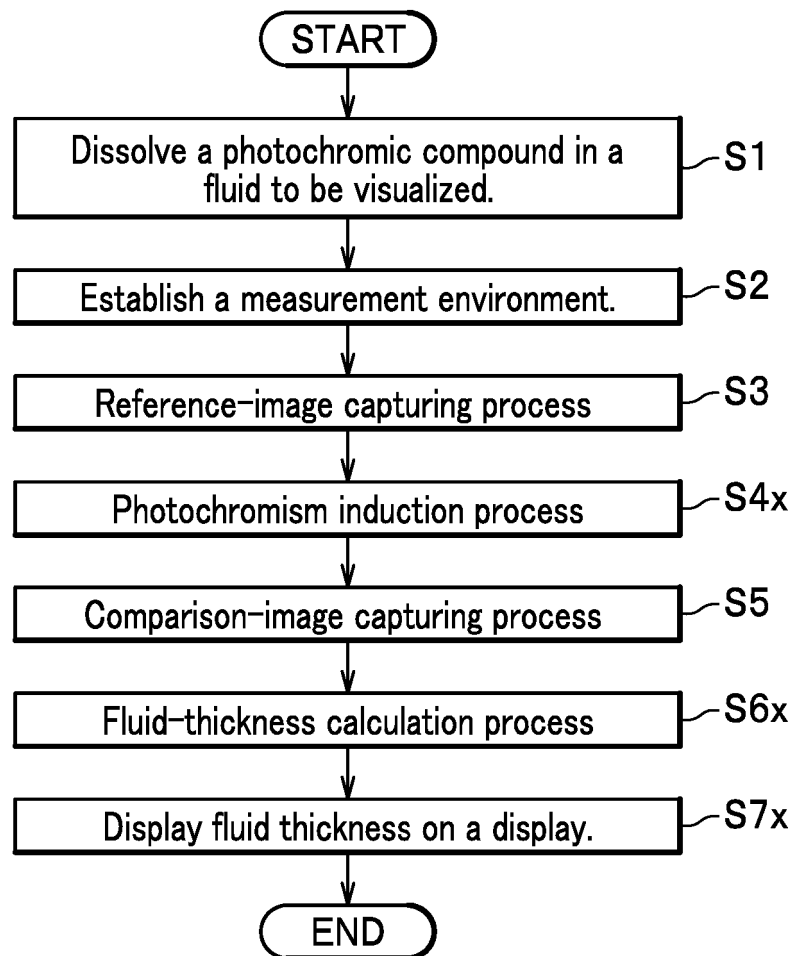 START
Dissolve a photochromic compound in a
fluid to be visualized.
S1
Establish a measurement environment.
S2
Reference-image capturing process
S3
Photochromism induction process
S4x
Comparison-image capturing process
S5
Fluid-thickness calculation process
S6x
Display fluid thickness on a display.
S7x
END